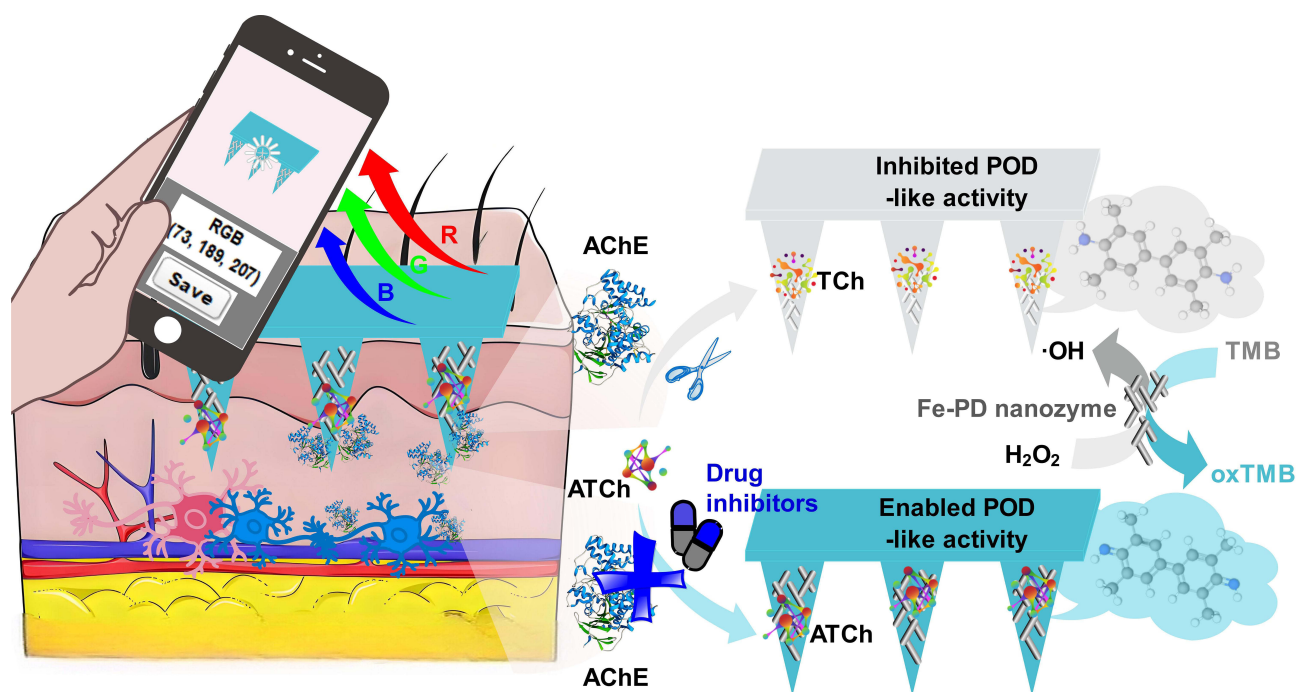 RGB
(73, 189, 207)
Save
R
G
B
AChE
ATCh
Drug
inhibitors
AChE
Inhibited POD
-like activity
TCh
·OH
TMB
Fe-PD nanozyme
H₂O₂
oxTMB
Enabled POD
-like activity
ATCh